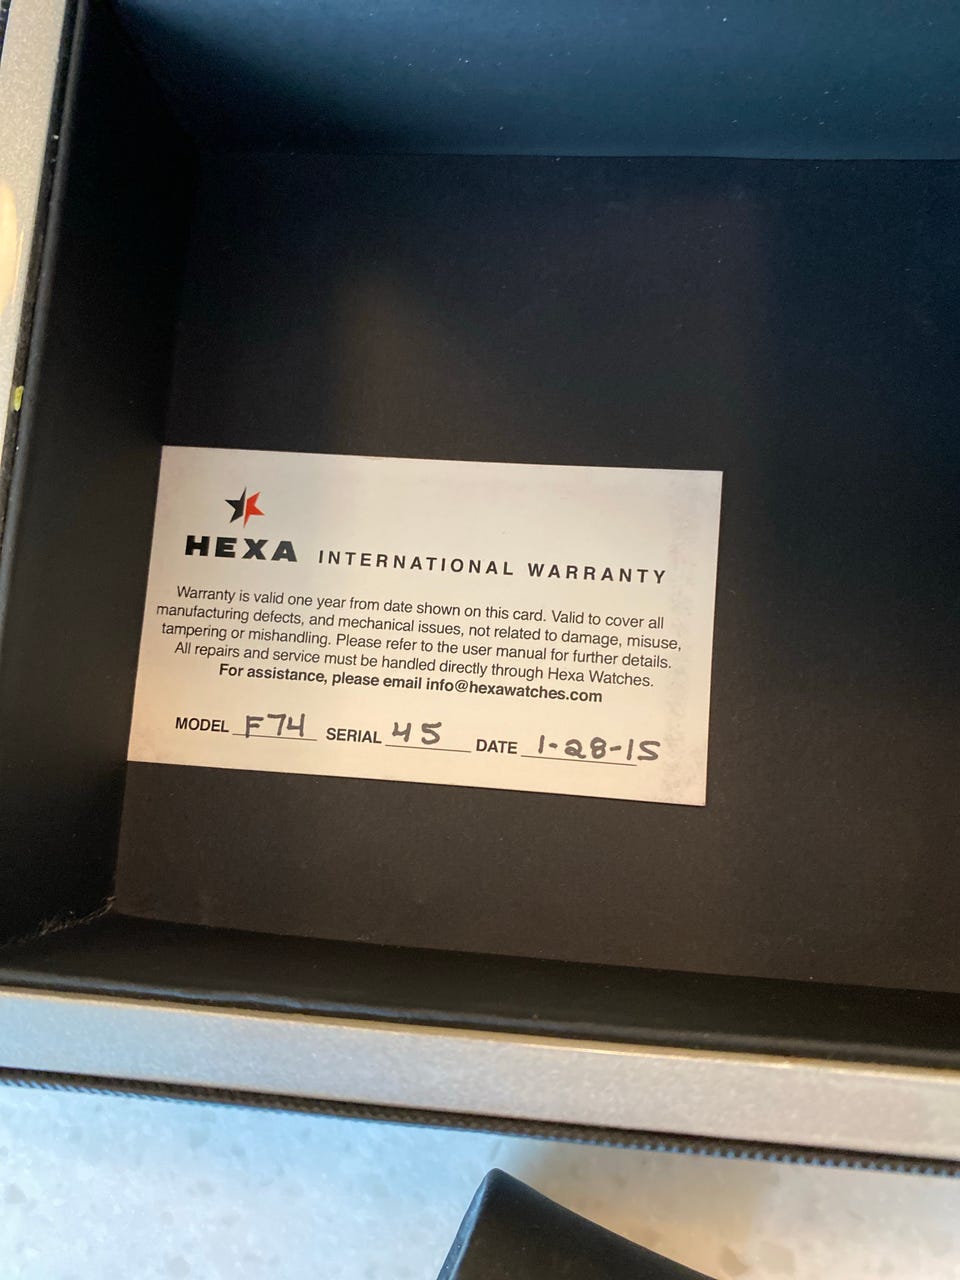 HEXA INTERNATIONAL WARRANTY
Warranty is valid one year from date shown on this card. Valid to cover all
manufacturing defects, and mechanical issues, not related to damage, misuse,
tampering or mishandling. Please refer to the user manual for further details.
All repairs and service must be handled directly through Hexa Watches.
For assistance, please email info@hexawatches.com
MODEL F74 SERIAL 45 DATE 1-28-15